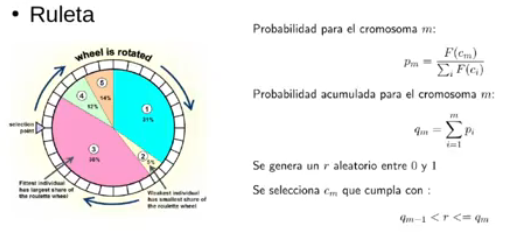 • Ruleta
wheel is rotated
5
14%
4
12%
1
31%
selection
point
3
38%
2
5%
Fittest individual
has largest share of
the roulette wheel
Weakest individual
has smallest share of
the roulette wheel
Probabilidad para el cromosoma m:
p_m = F(c_m) / ∑_i F(c_i)
Probabilidad acumulada para el cromosoma m:
q_m = ∑_{i=1}^{m} p_i
Se genera un r aleatorio entre 0 y 1
Se selecciona c_m que cumpla con :
q_{m−1} < r <= q_m